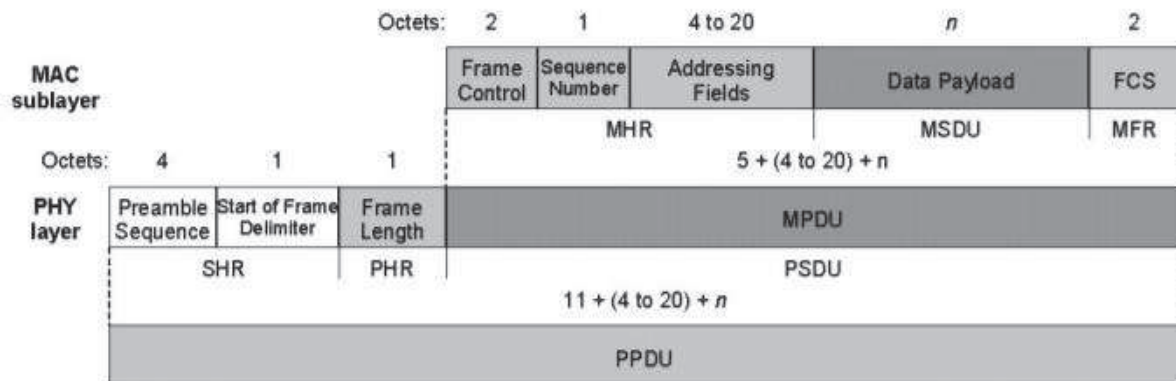 Octets: 2 1 4 to 20 n 2
MAC sublayer
Frame Control
Sequence Number
Addressing Fields
Data Payload
FCS
MHR MSDU MFR
Octets: 4 1 1 5 + (4 to 20) + n
PHY layer
Preamble Sequence
Start of Frame Delimiter
Frame Length
MPDU
SHR PHR PSDU
11 + (4 to 20) + n
PPDU